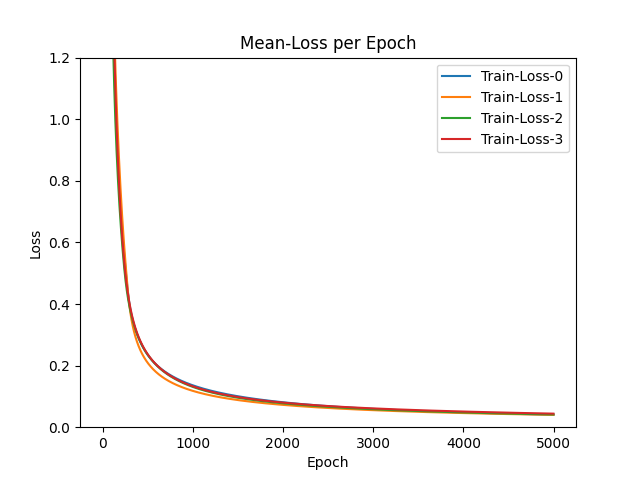 Mean-Loss per Epoch
1.2
1.0
0.8
0.6
0.4
0.2
0.0
Loss
Train-Loss-0
Train-Loss-1
Train-Loss-2
Train-Loss-3
0 1000 2000 3000 4000 5000
Epoch